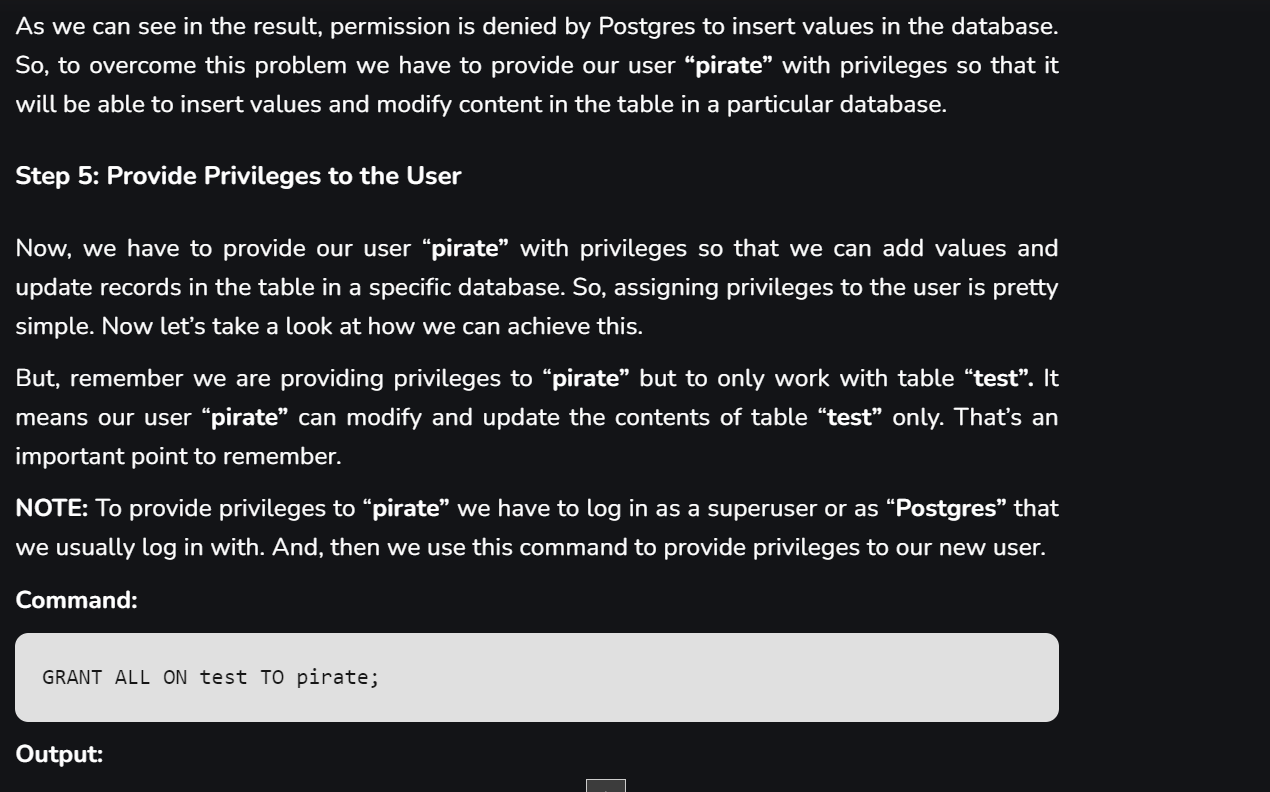 As we can see in the result, permission is denied by Postgres to insert values in the database.
So, to overcome this problem we have to provide our user “pirate” with privileges so that it
will be able to insert values and modify content in the table in a particular database.
Step 5: Provide Privileges to the User
Now, we have to provide our user “pirate” with privileges so that we can add values and
update records in the table in a specific database. So, assigning privileges to the user is pretty
simple. Now let’s take a look at how we can achieve this.
But, remember we are providing privileges to “pirate” but to only work with table “test”. It
means our user “pirate” can modify and update the contents of table “test” only. That’s an
important point to remember.
NOTE: To provide privileges to “pirate” we have to log in as a superuser or as “Postgres” that
we usually log in with. And, then we use this command to provide privileges to our new user.
Command:
GRANT ALL ON test TO pirate;
Output: